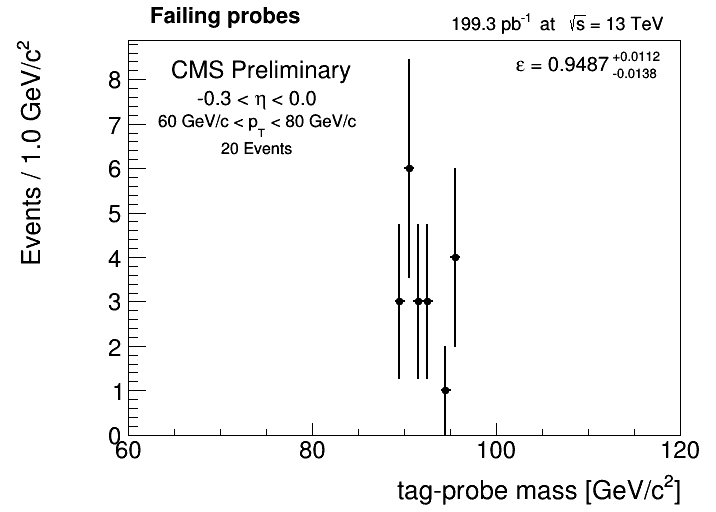 Failing probes
199.3 pb⁻¹ at √s = 13 TeV
CMS Preliminary
-0.3 < η < 0.0
60 GeV/c < p_T < 80 GeV/c
20 Events
ε = 0.9487 +0.0112 -0.0138
Events / 1.0 GeV/c²
8
7
6
5
4
3
2
1
0
60 80 100 120
tag-probe mass [GeV/c²]